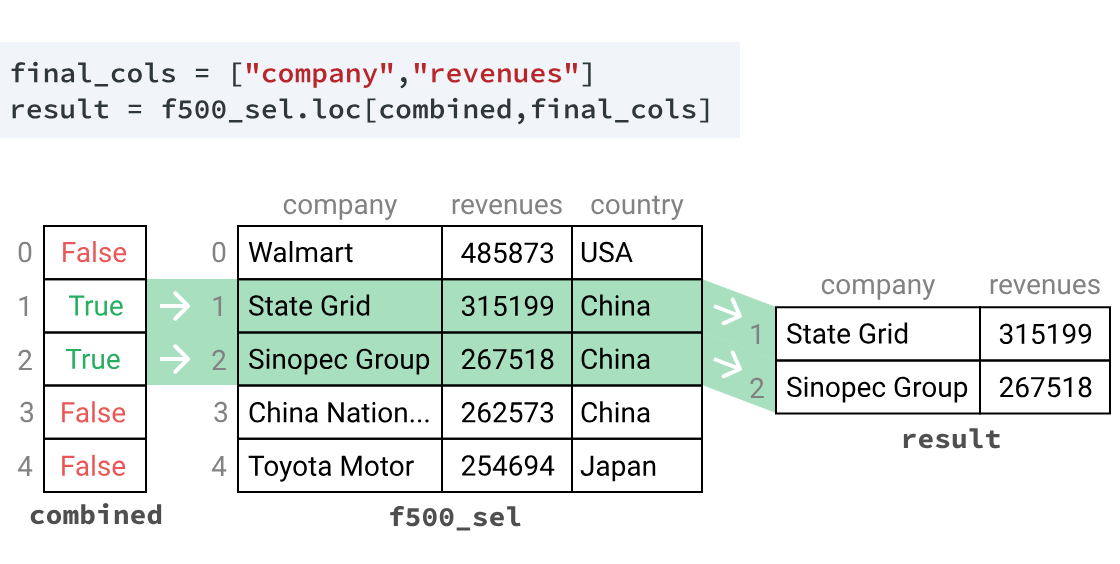 final_cols = ["company","revenues"]
result = f500_sel.loc[combined,final_cols]
company revenues country
0 False 0 Walmart 485873 USA
company revenues
1 True 1 State Grid 315199 China
1 State Grid 315199
2 True 2 Sinopec Group 267518 China
2 Sinopec Group 267518
3 False 3 China Nation... 262573 China
result
4 False 4 Toyota Motor 254694 Japan
combined f500_sel